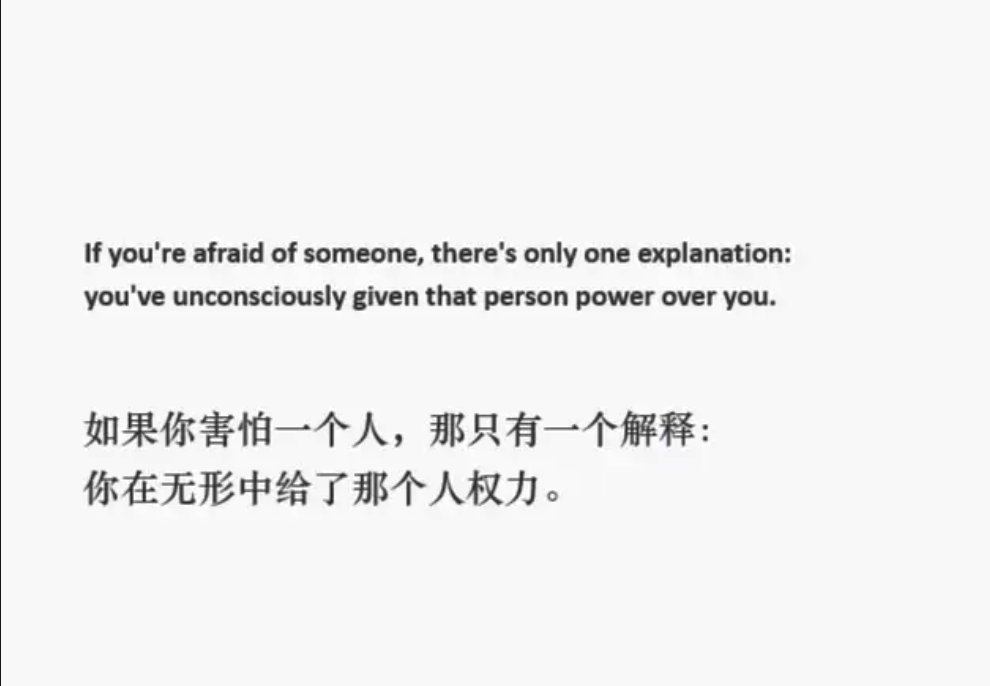 If you're afraid of someone, there's only one explanation:
you've unconsciously given that person power over you.
如果你害怕一个人，那只有一个解释：
你在无形中给了那个人权力。